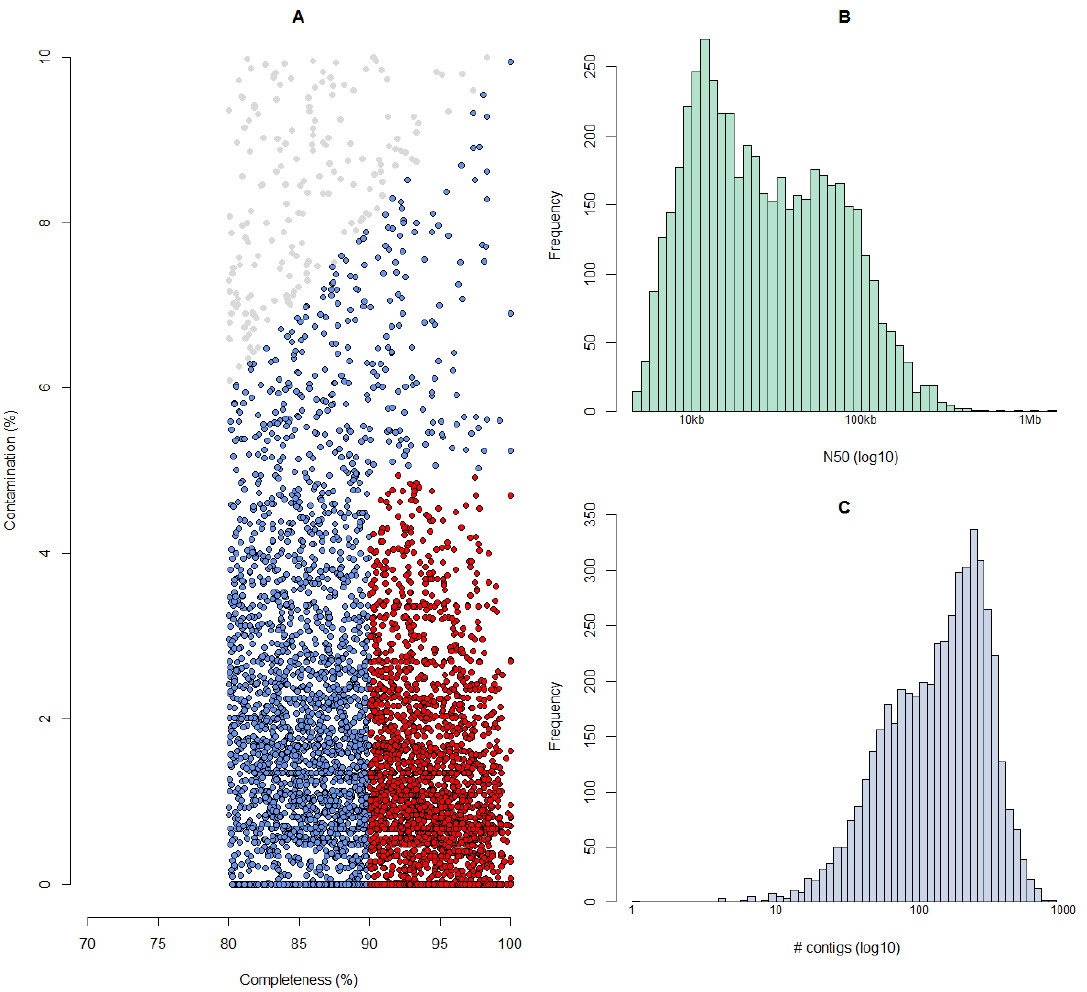 A
10
8
6
4
2
0
Contamination (%)
70 75 80 85 90 95 100
Completeness (%)
B
250
200
150
100
50
0
Frequency
10kb 100kb 1Mb
N50 (log10)
C
350
300
250
200
150
100
50
0
Frequency
1 10 100 1000
# contigs (log10)